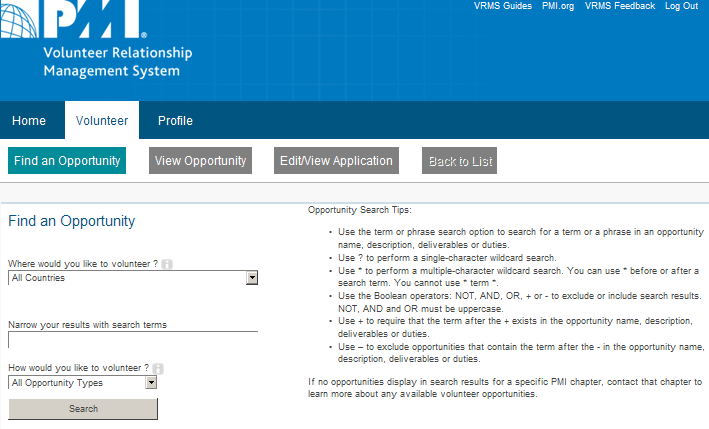 VRMS Guides PMI.org VRMS Feedback Log Out
PMI.
Volunteer Relationship
Management System
Home Volunteer Profile
Find an Opportunity View Opportunity Edit/View Application Back to List
Find an Opportunity
Where would you like to volunteer ? i
All Countries
Narrow your results with search terms
How would you like to volunteer ? i
All Opportunity Types
Search
Opportunity Search Tips:
• Use the term or phrase search option to search for a term or a phrase in an opportunity
name, description, deliverables or duties.
• Use ? to perform a single-character wildcard search.
• Use * to perform a multiple-character wildcard search. You can use * before or after a
search term. You cannot use * term *.
• Use the Boolean operators: NOT, AND, OR, + or - to exclude or include search results.
NOT, AND and OR must be uppercase.
• Use + to require that the term after the + exists in the opportunity name, description,
deliverables or duties.
• Use – to exclude opportunities that contain the term after the - in the opportunity name,
description, deliverables or duties.
If no opportunities display in search results for a specific PMI chapter, contact that chapter to
learn more about any available volunteer opportunities.